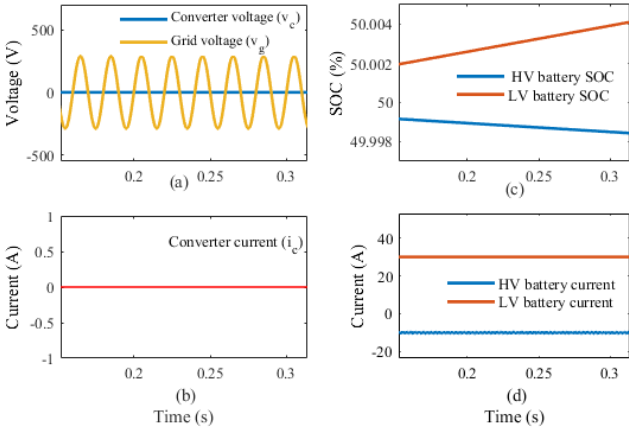 500
0
-500
Voltage (V)
Converter voltage (v_c)
Grid voltage (v_g)
0.2
0.25
0.3
(a)
50.004
50.002
50
49.998
SOC (%)
HV battery SOC
LV battery SOC
0.2
0.25
0.3
(c)
1
0.5
0
-0.5
-1
Current (A)
Converter current (i_c)
0.2
0.25
0.3
(b)
Time (s)
40
20
0
-20
Current (A)
HV battery current
LV battery current
0.2
0.25
0.3
(d)
Time (s)